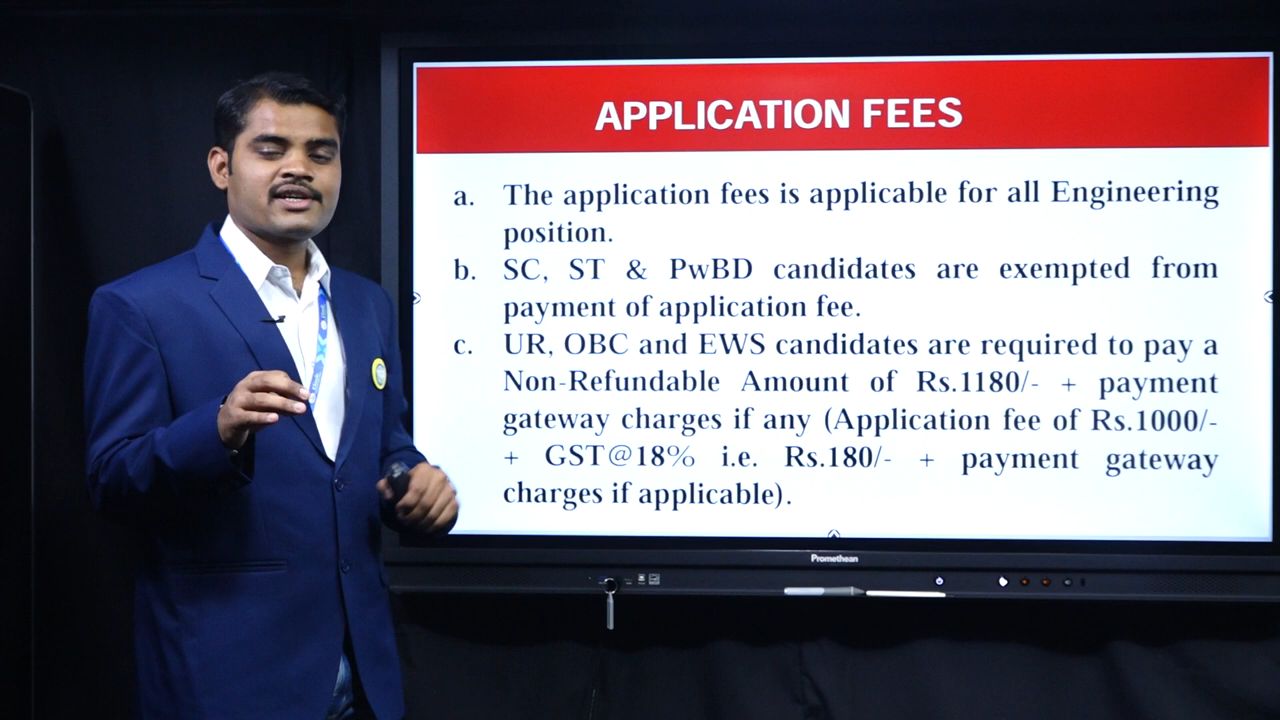 APPLICATION FEES
a. The application fees is applicable for all Engineering
position.
b. SC, ST & PwBD candidates are exempted from
payment of application fee.
c. UR, OBC and EWS candidates are required to pay a
Non-Refundable Amount of Rs.1180/- + payment
gateway charges if any (Application fee of Rs.1000/-
+ GST@18% i.e. Rs.180/- + payment gateway
charges if applicable).
Promethean